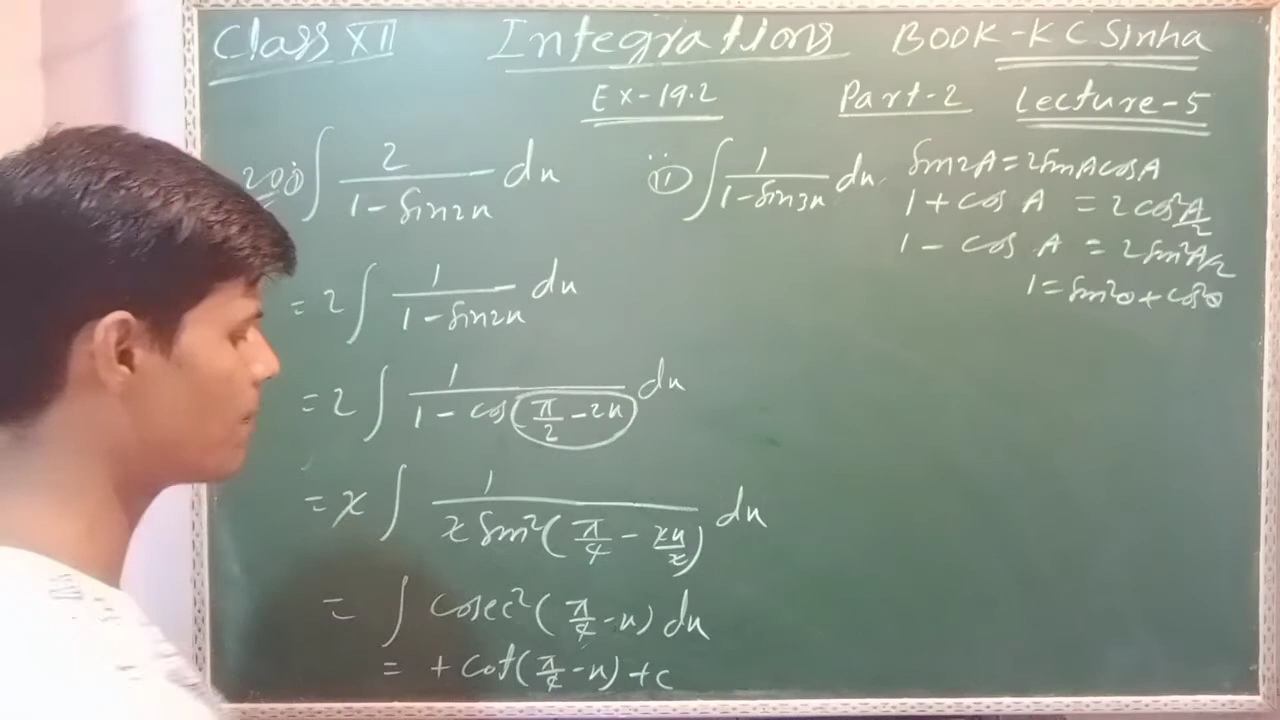 Class XII Integrations BOOK-KC Sinha
Ex-19.2 Part-2 Lecture-5
20(i) ∫ 2/(1-Sin2x) dx
= 2∫ 1/(1-Sin2x) dx
= 2∫ 1/(1-cos(π/2-2x)) dx
= 2∫ 1/(2Sin²(π/4-2x/2)) dx
= ∫ Cosec²(π/4-x) dx
= +Cot(π/4-x)+c
(ii) ∫ 1/(1-Sin3x) dx
Sin2A=2SinACosA
1+Cos A = 2Cos²A/2
1-Cos A = 2Sin²A/2
1=Sin²θ+Cos²θ